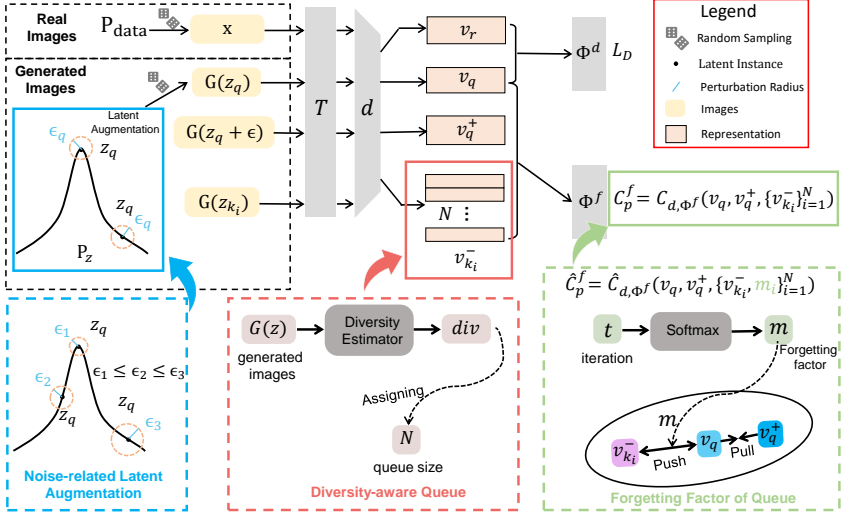 Real
Images
P_data
x
Generated
Images
G(z_q)
Latent
Augmentation
ϵ_q
z_q
z_q
ϵ_q
P_z
G(z_q + ϵ)
G(z_{k_i})
T
d
v_r
v_q
v_q^+
N ⋮
v_{k_i}^-
Φ^d
L_D
Φ^f
Legend
Random Sampling
Latent Instance
Perturbation Radius
Images
Representation
C_p^f = C_{d,Φ^f}(v_q, v_q^+, {v_{k_i}^-}_{i=1}^N)
ϵ_1
z_q
ϵ_1 ≤ ϵ_2 ≤ ϵ_3
ϵ_2
z_q
z_q
ϵ_3
Noise-related Latent
Augmentation
G(z)
generated
images
Diversity
Estimator
div
Assigning
N
queue size
Diversity-aware Queue
Ĉ_p^f = Ĉ_{d,Φ^f}(v_q, v_q^+, {v_{k_i}^-, m_i}_{i=1}^N)
t
iteration
Softmax
m
Forgetting
factor
m
v_{k_i}^-
Push
v_q
Pull
v_q^+
Forgetting Factor of Queue